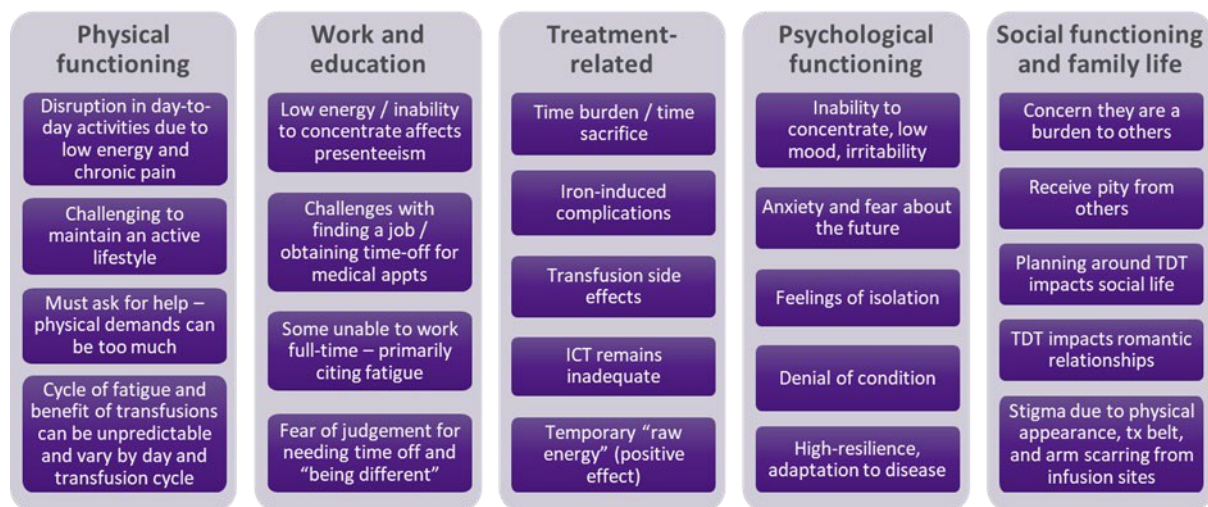 Physical
functioning
Disruption in day-to-
day activities due to
low energy and
chronic pain
Challenging to
maintain an active
lifestyle
Must ask for help –
physical demands can
be too much
Cycle of fatigue and
benefit of transfusions
can be unpredictable
and vary by day and
transfusion cycle
Work and
education
Low energy / inability
to concentrate affects
presenteeism
Challenges with
finding a job /
obtaining time-off for
medical appts
Some unable to work
full-time – primarily
citing fatigue
Fear of judgement for
needing time off and
“being different”
Treatment-
related
Time burden / time
sacrifice
Iron-induced
complications
Transfusion side
effects
ICT remains
inadequate
Temporary “raw
energy” (positive
effect)
Psychological
functioning
Inability to
concentrate, low
mood, irritability
Anxiety and fear about
the future
Feelings of isolation
Denial of condition
High-resilience,
adaptation to disease
Social functioning
and family life
Concern they are a
burden to others
Receive pity from
others
Planning around TDT
impacts social life
TDT impacts romantic
relationships
Stigma due to physical
appearance, tx belt,
and arm scarring from
infusion sites